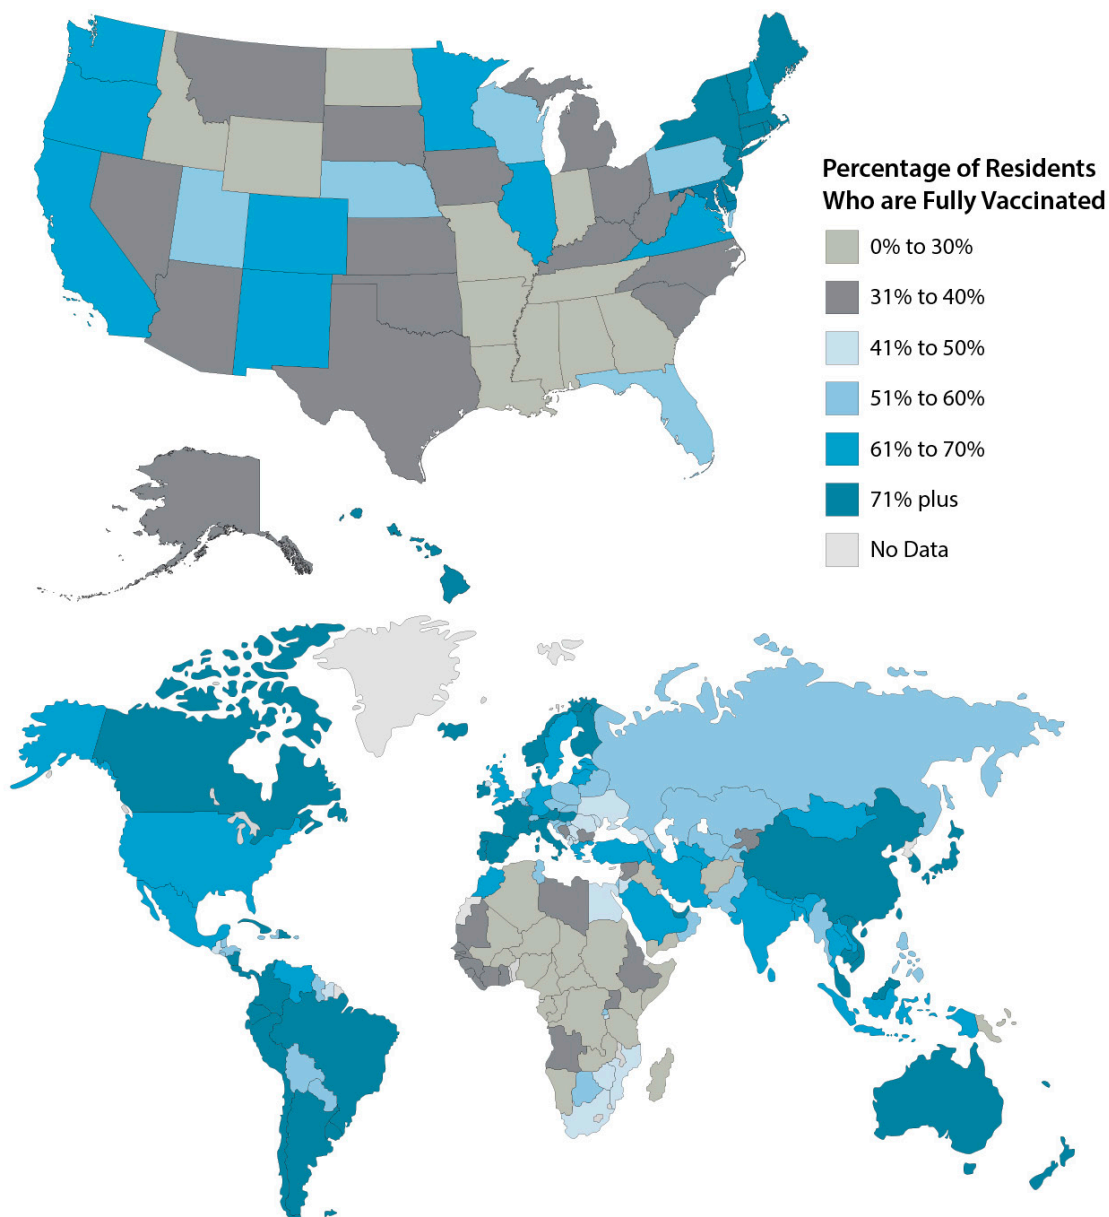 Percentage of Residents
Who are Fully Vaccinated
0% to 30%
31% to 40%
41% to 50%
51% to 60%
61% to 70%
71% plus
No Data